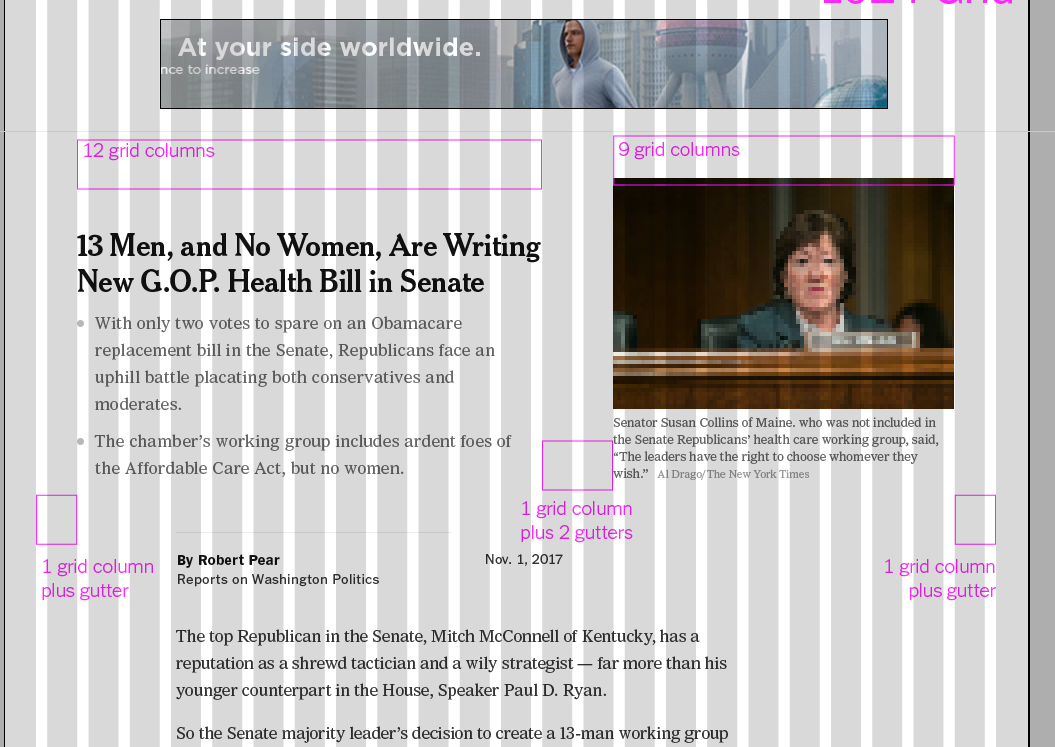 At your side worldwide.
nce to increase
12 grid columns
9 grid columns
13 Men, and No Women, Are Writing
New G.O.P. Health Bill in Senate
With only two votes to spare on an Obamacare
replacement bill in the Senate, Republicans face an
uphill battle placating both conservatives and
moderates.
The chamber’s working group includes ardent foes of
the Affordable Care Act, but no women.
Senator Susan Collins of Maine. who was not included in
the Senate Republicans’ health care working group, said,
“The leaders have the right to choose whomever they
wish.” Al Drago/The New York Times
1 grid column
plus 2 gutters
1 grid column
plus gutter
1 grid column
plus gutter
By Robert Pear
Reports on Washington Politics
Nov. 1, 2017
The top Republican in the Senate, Mitch McConnell of Kentucky, has a
reputation as a shrewd tactician and a wily strategist — far more than his
younger counterpart in the House, Speaker Paul D. Ryan.
So the Senate majority leader’s decision to create a 13-man working group